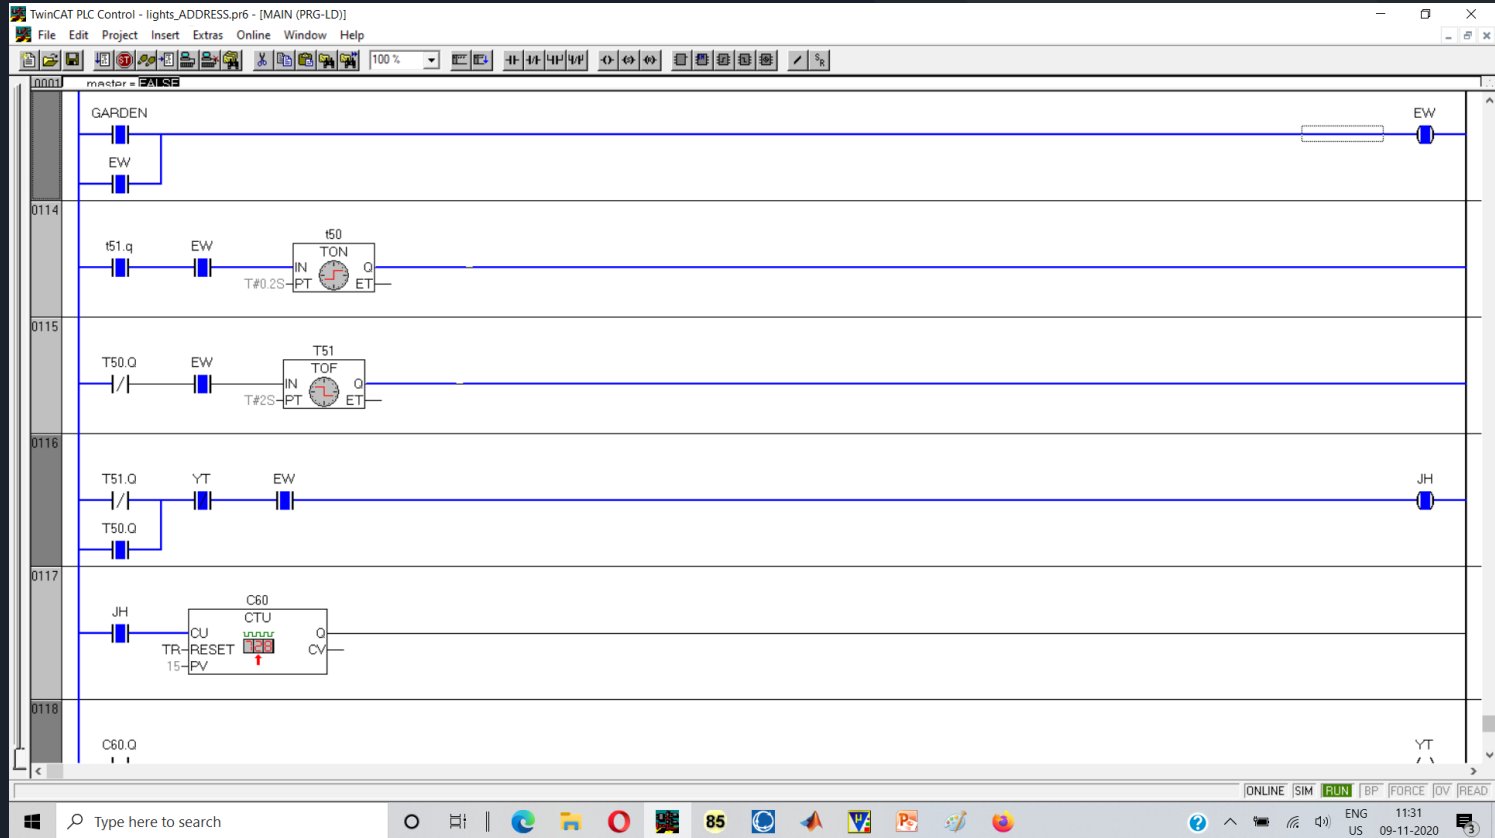 TwinCAT PLC Control - lights_ADDRESS.pr6 - [MAIN (PRG-LD)]
File Edit Project Insert Extras Online Window Help
100 %
0001 master = FALSE
GARDEN EW
EW
0114
t50
t51.q EW TON
IN Q
T#0.2S PT ET
0115
T51
T50.Q EW TOF
IN Q
T#2S PT ET
0116
T51.Q YT EW JH
T50.Q
0117
C60
JH CTU
CU Q
TR RESET CV
15 PV
0118
C60.Q YT
ONLINE SIM RUN BP FORCE OV READ
Type here to search
85
ENG
US
11:31
09-11-2020
3